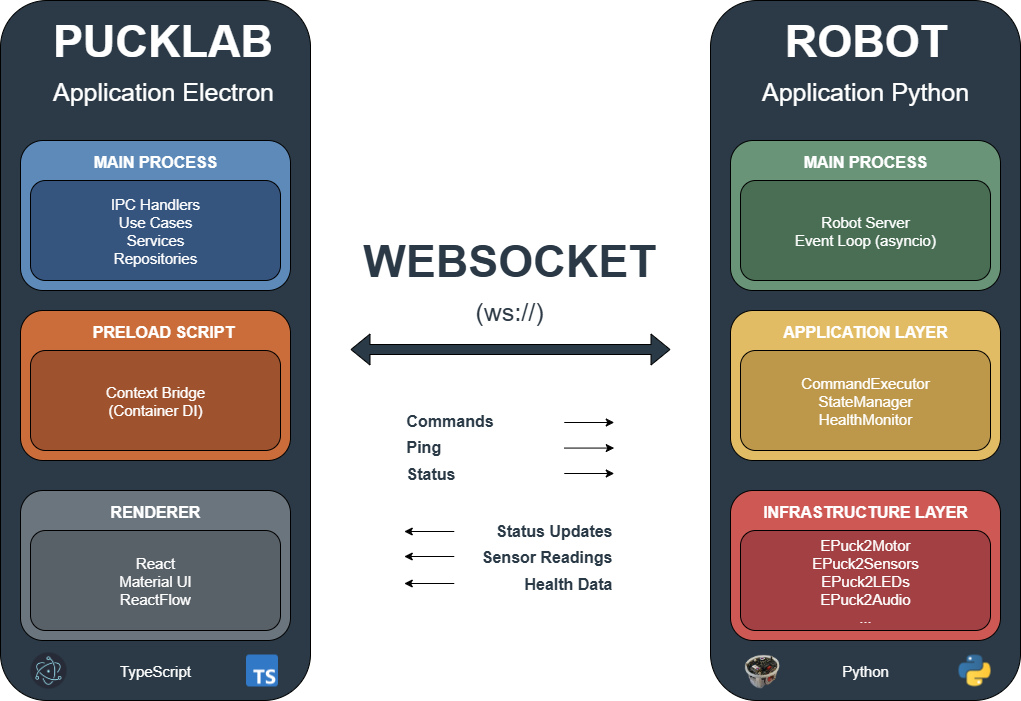 PUCKLAB
Application Electron
MAIN PROCESS
IPC Handlers
Use Cases
Services
Repositories
PRELOAD SCRIPT
Context Bridge
(Container DI)
RENDERER
React
Material UI
ReactFlow
TypeScript
TS
WEBSOCKET
(ws://)
Commands
Ping
Status
Status Updates
Sensor Readings
Health Data
ROBOT
Application Python
MAIN PROCESS
Robot Server
Event Loop (asyncio)
APPLICATION LAYER
CommandExecutor
StateManager
HealthMonitor
INFRASTRUCTURE LAYER
EPuck2Motor
EPuck2Sensors
EPuck2LEDs
EPuck2Audio
...
Python